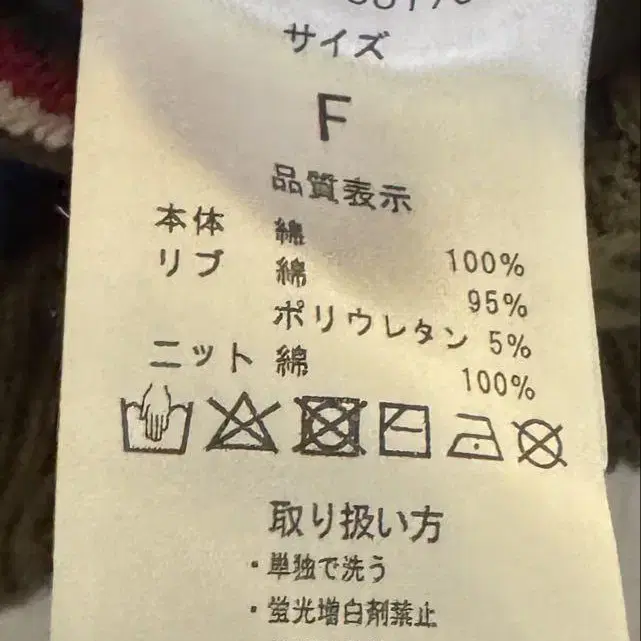 サイズ
F
品質表示
本体 綿 100%
リブ 綿 95%
ポリウレタン 5%
ニット 綿 100%
取り扱い方
・単独で洗う
・蛍光増白剤禁止